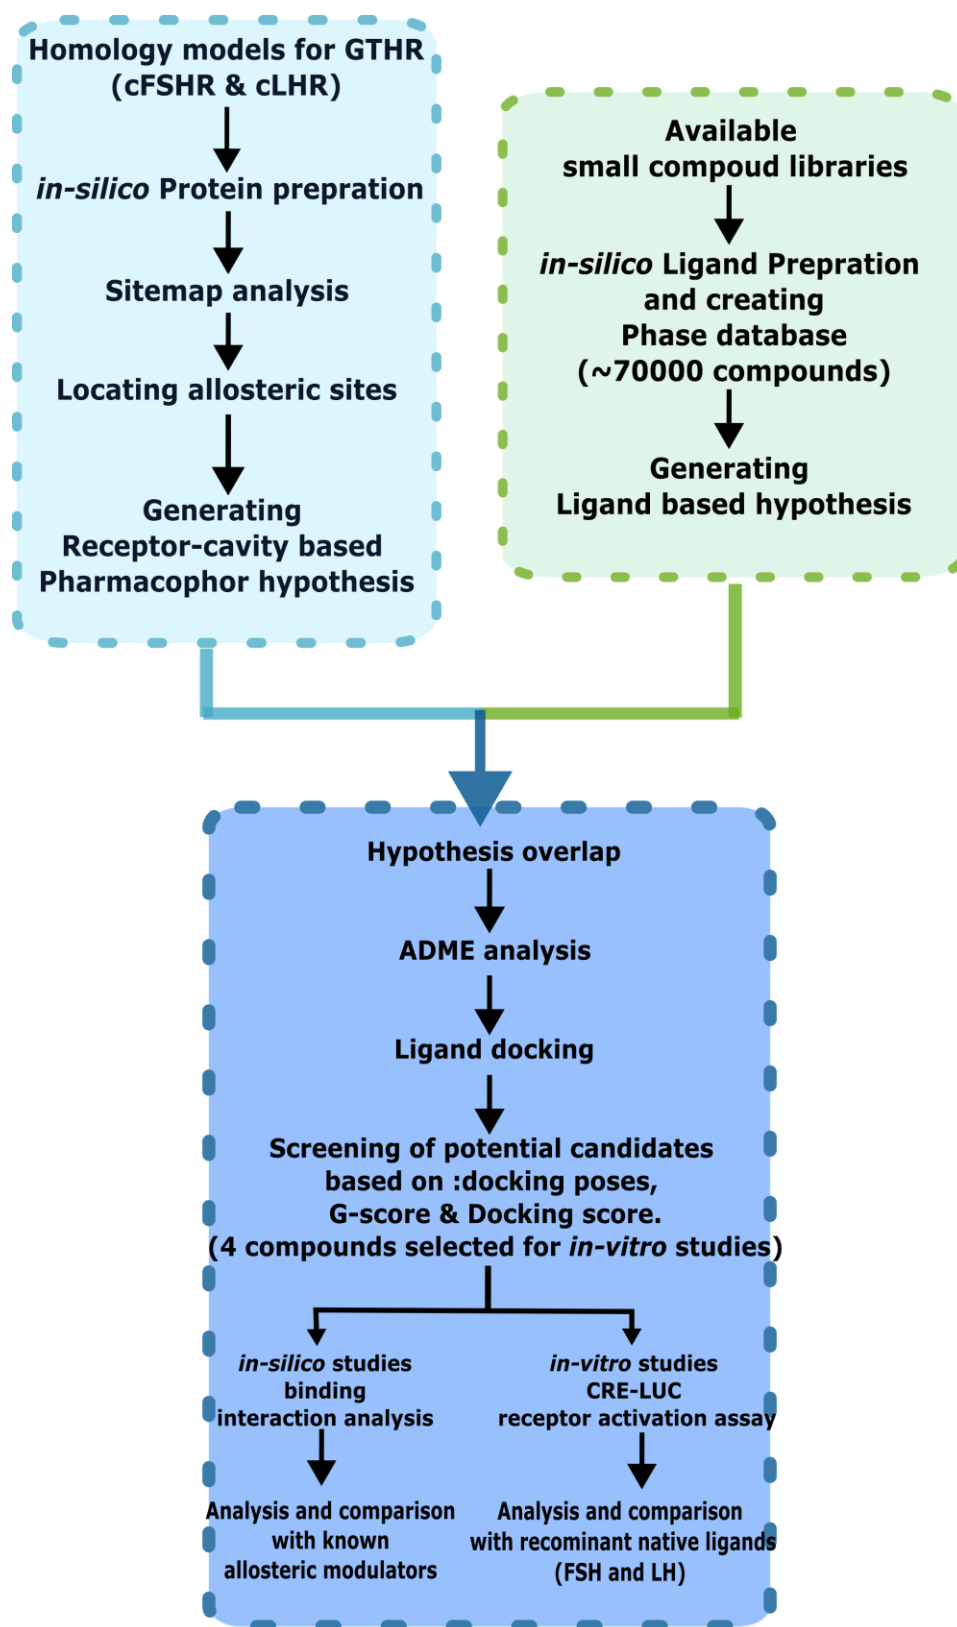 Homology models for GTHR
(cFSHR & cLHR)
in-silico Protein prepration
Sitemap analysis
Locating allosteric sites
Generating
Receptor-cavity based
Pharmacophor hypothesis
Available
small compoud libraries
in-silico Ligand Prepration
and creating
Phase database
(~70000 compounds)
Generating
Ligand based hypothesis
Hypothesis overlap
ADME analysis
Ligand docking
Screening of potential candidates
based on :docking poses,
G-score & Docking score.
(4 compounds selected for in-vitro studies)
in-silico studies
binding
interaction analysis
Analysis and comparison
with known
allosteric modulators
in-vitro studies
CRE-LUC
receptor activation assay
Analysis and comparison
with recominant native ligands
(FSH and LH)